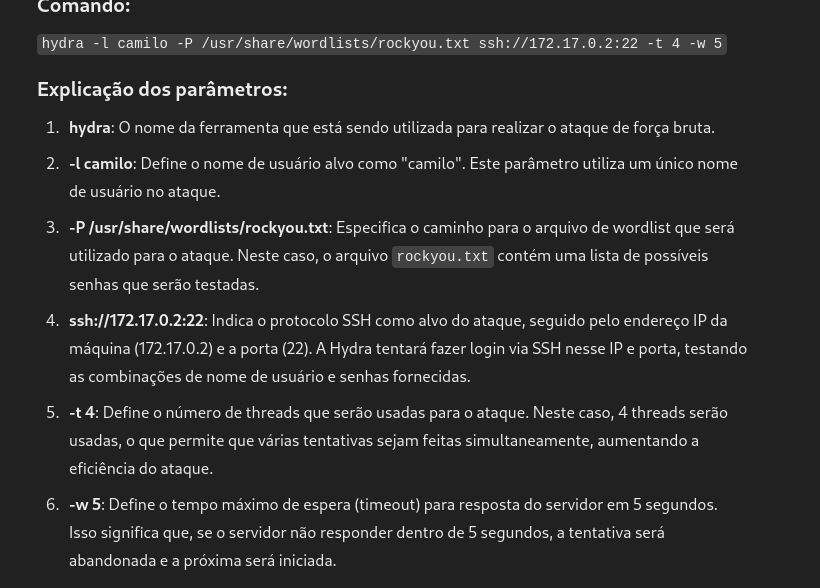 Comando:
hydra -l camilo -P /usr/share/wordlists/rockyou.txt ssh://172.17.0.2:22 -t 4 -w 5
Explicação dos parâmetros:
1. hydra: O nome da ferramenta que está sendo utilizada para realizar o ataque de força bruta.
2. -l camilo: Define o nome de usuário alvo como "camilo". Este parâmetro utiliza um único nome
de usuário no ataque.
3. -P /usr/share/wordlists/rockyou.txt: Especifica o caminho para o arquivo de wordlist que será
utilizado para o ataque. Neste caso, o arquivo rockyou.txt contém uma lista de possíveis
senhas que serão testadas.
4. ssh://172.17.0.2:22: Indica o protocolo SSH como alvo do ataque, seguido pelo endereço IP da
máquina (172.17.0.2) e a porta (22). A Hydra tentará fazer login via SSH nesse IP e porta, testando
as combinações de nome de usuário e senhas fornecidas.
5. -t 4: Define o número de threads que serão usadas para o ataque. Neste caso, 4 threads serão
usadas, o que permite que várias tentativas sejam feitas simultaneamente, aumentando a
eficiência do ataque.
6. -w 5: Define o tempo máximo de espera (timeout) para resposta do servidor em 5 segundos.
Isso significa que, se o servidor não responder dentro de 5 segundos, a tentativa será
abandonada e a próxima será iniciada.